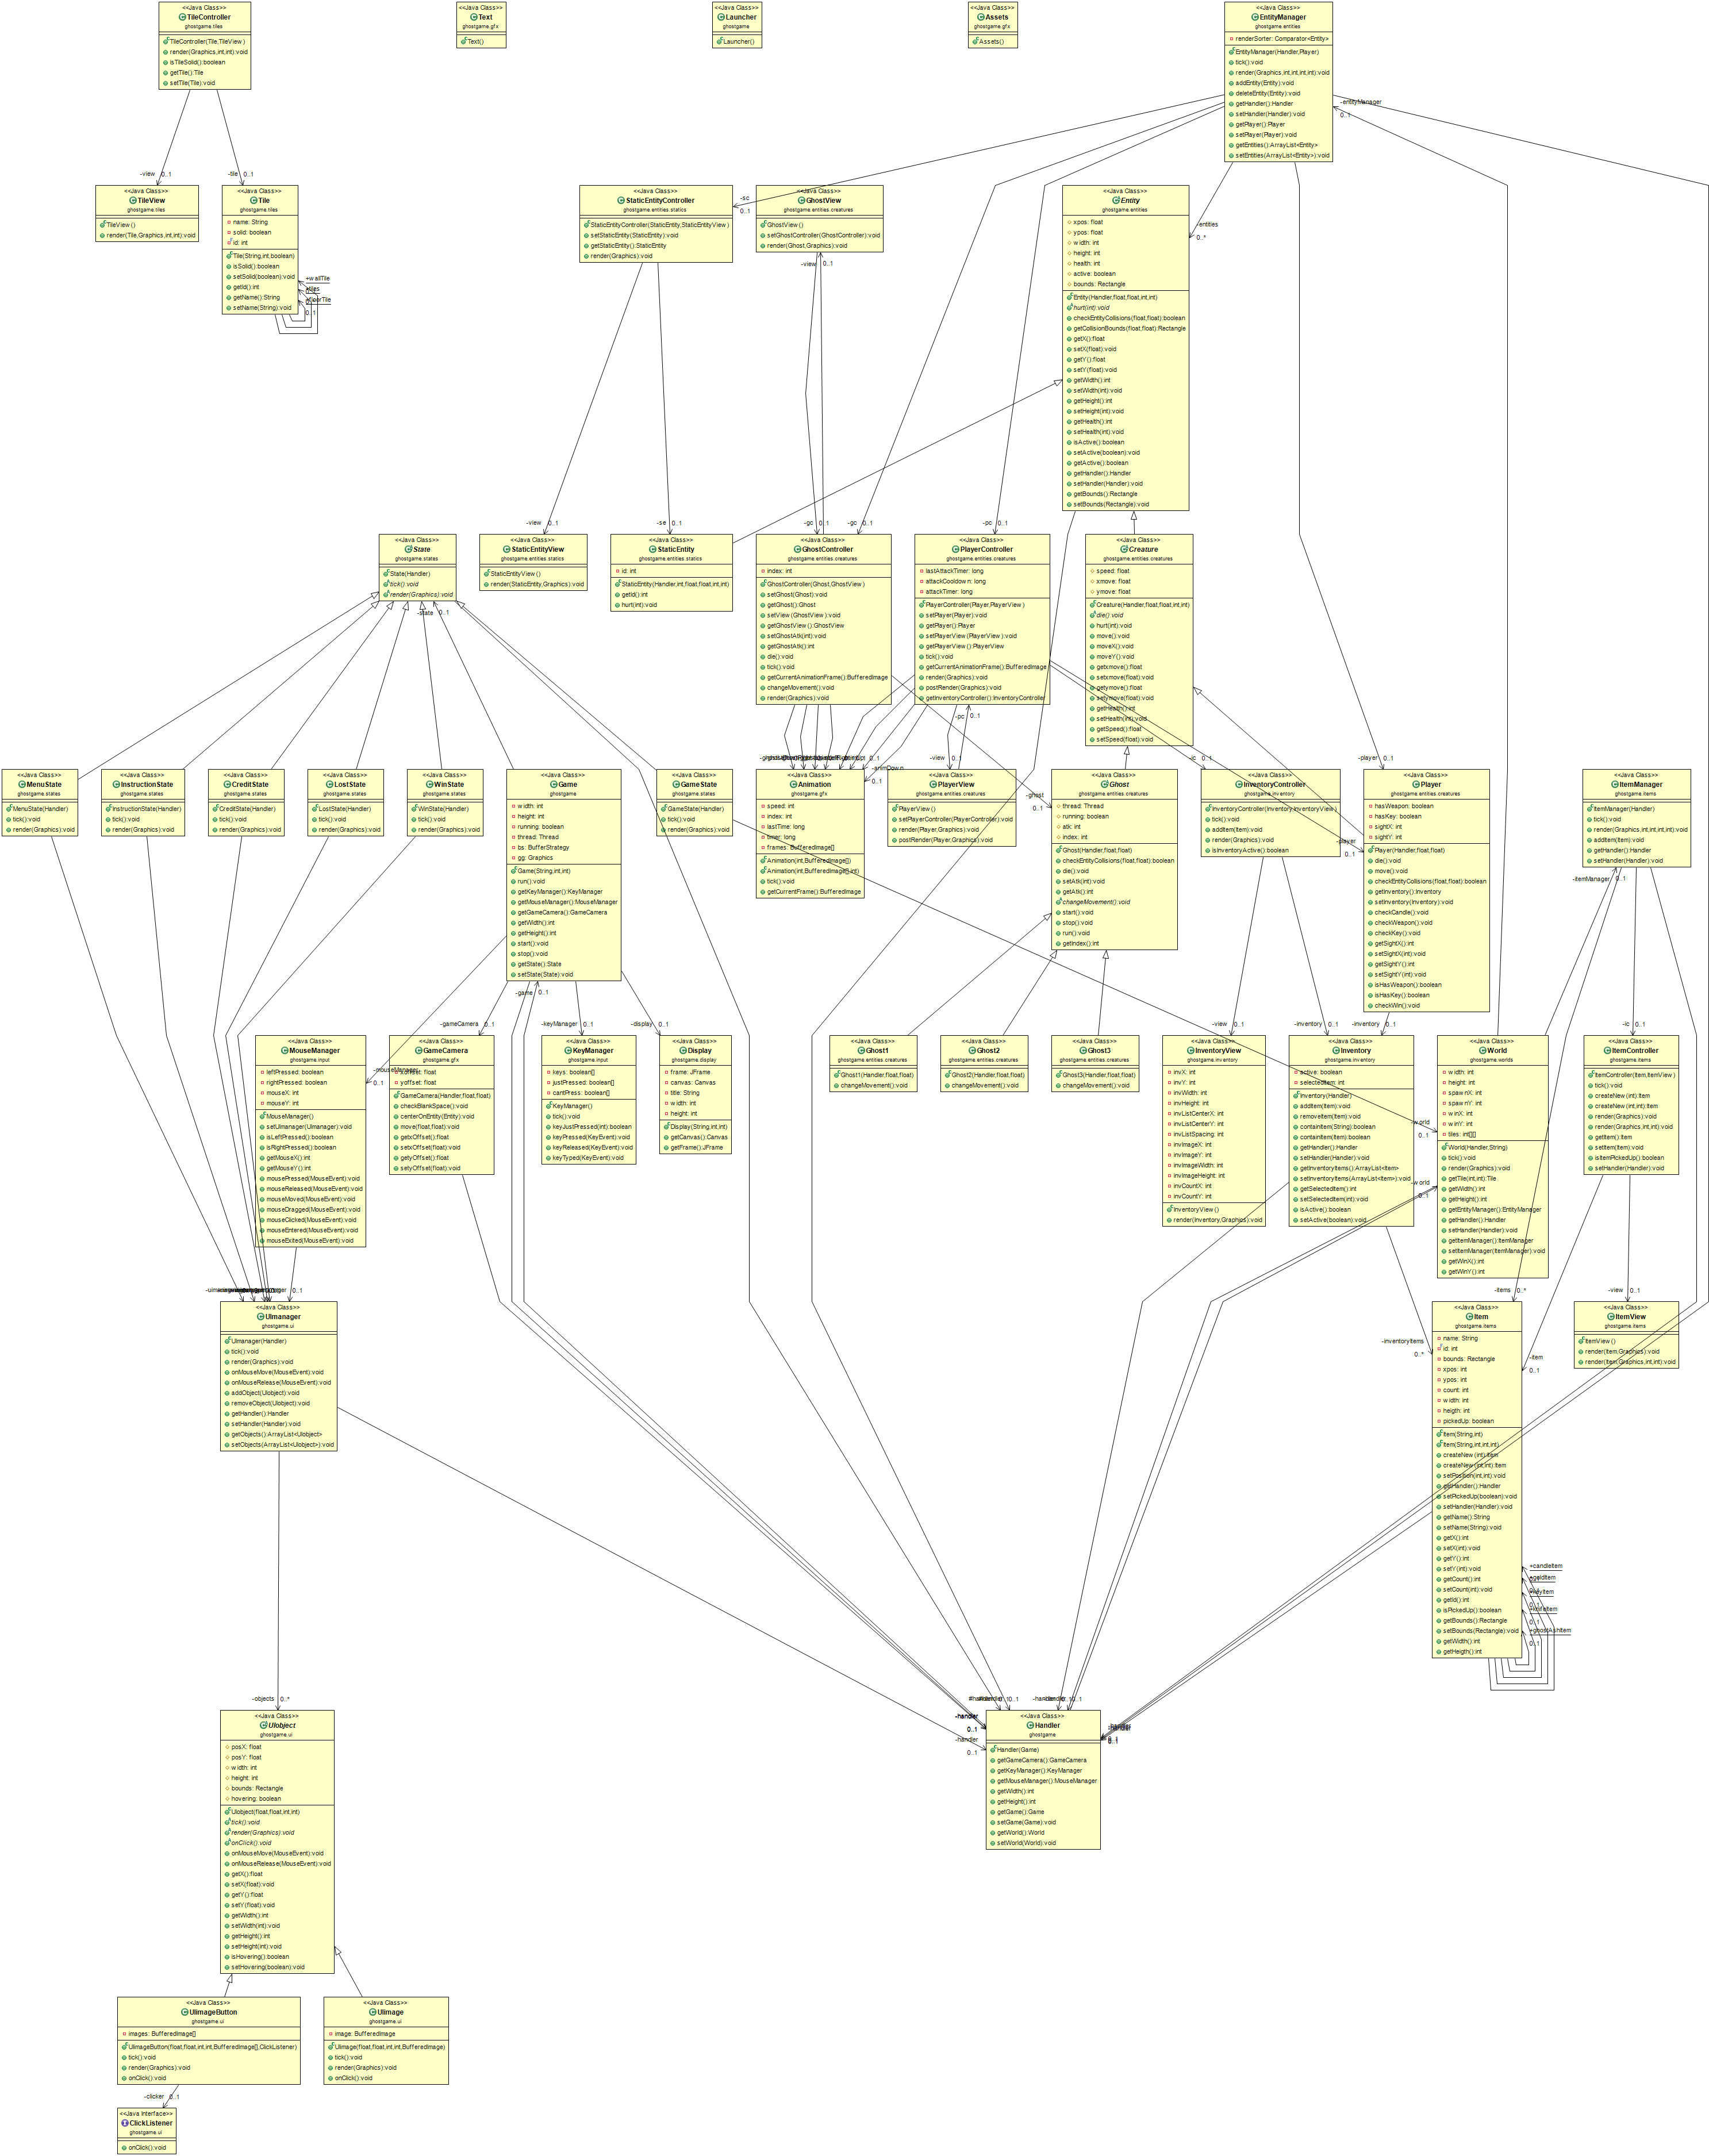 <<Java Class>>
TileController
ghostgame.tiles
TileController(Tile,TileView)
render(Graphics,int,int):void
isTileSolid():boolean
getTile():Tile
setTile(Tile):void
<<Java Class>>
Text
ghostgame.gfx
Text()
<<Java Class>>
Launcher
ghostgame
Launcher()
<<Java Class>>
Assets
ghostgame.gfx
Assets()
<<Java Class>>
EntityManager
ghostgame.entities
renderSorter: Comparator<Entity>
EntityManager(Handler,Player)
tick():void
render(Graphics,int,int,int,int):void
addEntity(Entity):void
deleteEntity(Entity):void
getHandler():Handler
setHandler(Handler):void
getPlayer():Player
setPlayer(Player):void
getEntities():ArrayList<Entity>
setEntities(ArrayList<Entity>):void
-entityManager
0..1
-view 0..1
-tile 0..1
<<Java Class>>
TileView
ghostgame.tiles
TileView()
render(Tile,Graphics,int,int):void
<<Java Class>>
Tile
ghostgame.tiles
name: String
solid: boolean
id: int
Tile(String,int,boolean)
isSolid():boolean
setSolid(boolean):void
getId():int
getName():String
setName(String):void
+wallTile
0..1
<<Java Class>>
StaticEntityController
ghostgame.entities.statics
StaticEntityController(StaticEntity,StaticEntityView)
setStaticEntity(StaticEntity):void
getStaticEntity():StaticEntity
render(Graphics):void
-sc
0..1
<<Java Class>>
GhostView
ghostgame.entities.creatures
GhostView()
setGhostController(GhostController):void
render(Ghost,Graphics):void
-view 0..1
<<Java Class>>
Entity
ghostgame.entities
xpos: float
ypos: float
width: int
height: int
health: int
active: boolean
bounds: Rectangle
Entity(Handler,float,float,int,int)
hurt(int):void
checkEntityCollisions(float,float):boolean
getCollisionBounds(float,float):Rectangle
getX():float
setX(float):void
getY():float
setY(float):void
getWidth():int
setWidth(int):void
getHeight():int
setHeight(int):void
getHealth():int
setHealth(int):void
isActive():boolean
setActive(boolean):void
getActive():boolean
getHandler():Handler
setHandler(Handler):void
getBounds():Rectangle
setBounds(Rectangle):void
-entities
0..*
-view 0..1
-se 0..1
-gc 0..1
-gc 0..1
-pc 0..1
<<Java Class>>
State
ghostgame.states
State(Handler)
tick():void
render(Graphics):void
-state 0..1
<<Java Class>>
StaticEntityView
ghostgame.entities.statics
StaticEntityView()
render(StaticEntity,Graphics):void
<<Java Class>>
StaticEntity
ghostgame.entities.statics
id: int
StaticEntity(Handler,int,float,float,int,int)
getId():int
hurt(int):void
<<Java Class>>
GhostController
ghostgame.entities.creatures
index: int
GhostController(Ghost,GhostView)
setGhost(Ghost):void
getGhost():Ghost
setView(GhostView):void
getGhostView():GhostView
setGhostAtk(int):void
getGhostAtk():int
die():void
tick():void
getCurrentAnimationFrame():BufferedImage
changeMovement():void
render(Graphics):void
<<Java Class>>
PlayerController
ghostgame.entities.creatures
lastAttackTimer: long
attackCooldown: long
attackTimer: long
PlayerController(Player,PlayerView)
setPlayer(Player):void
getPlayer():Player
setPlayerView(PlayerView):void
getPlayerView():PlayerView
tick():void
getCurrentAnimationFrame():BufferedImage
render(Graphics):void
postRender(Graphics):void
getInventoryController():InventoryController
-pc 0..1
<<Java Class>>
Creature
ghostgame.entities.creatures
speed: float
xmove: float
ymove: float
Creature(Handler,float,float,int,int)
die():void
hurt(int):void
move():void
moveX():void
moveY():void
getxmove():float
setxmove(float):void
getymove():float
setymove(float):void
getHealth():int
setHealth(int):void
getSpeed():float
setSpeed(float):void
-animDown
0..1
-view 0..1
-ghost
0..1
-ic 0..1
-player 0..1
-player
0..1
<<Java Class>>
MenuState
ghostgame.states
MenuState(Handler)
tick():void
render(Graphics):void
<<Java Class>>
InstructionState
ghostgame.states
InstructionState(Handler)
tick():void
render(Graphics):void
<<Java Class>>
CreditState
ghostgame.states
CreditState(Handler)
tick():void
render(Graphics):void
<<Java Class>>
LostState
ghostgame.states
LostState(Handler)
tick():void
render(Graphics):void
<<Java Class>>
WinState
ghostgame.states
WinState(Handler)
tick():void
render(Graphics):void
<<Java Class>>
Game
ghostgame
width: int
height: int
running: boolean
thread: Thread
bs: BufferStrategy
gg: Graphics
Game(String,int,int)
run():void
getKeyManager():KeyManager
getMouseManager():MouseManager
getGameCamera():GameCamera
getWidth():int
getHeight():int
start():void
stop():void
getState():State
setState(State):void
<<Java Class>>
GameState
ghostgame.states
GameState(Handler)
tick():void
render(Graphics):void
<<Java Class>>
Animation
ghostgame.gfx
speed: int
index: int
lastTime: long
timer: long
frames: BufferedImage[]
Animation(int,BufferedImage[])
Animation(int,BufferedImage[],int)
tick():void
getCurrentFrame():BufferedImage
<<Java Class>>
PlayerView
ghostgame.entities.creatures
PlayerView()
setPlayerController(PlayerController):void
render(Player,Graphics):void
postRender(Player,Graphics):void
<<Java Class>>
Ghost
ghostgame.entities.creatures
thread: Thread
running: boolean
atk: int
index: int
Ghost(Handler,float,float)
checkEntityCollisions(float,float):boolean
die():void
setAtk(int):void
getAtk():int
changeMovement():void
start():void
stop():void
run():void
getIndex():int
<<Java Class>>
InventoryController
ghostgame.inventory
InventoryController(Inventory,InventoryView)
tick():void
addItem(Item):void
render(Graphics):void
isInventoryActive():boolean
<<Java Class>>
Player
ghostgame.entities.creatures
hasWeapon: boolean
hasKey: boolean
sightX: int
sightY: int
Player(Handler,float,float)
die():void
move():void
checkEntityCollisions(float,float):boolean
getInventory():Inventory
setInventory(Inventory):void
checkCandle():void
checkWeapon():void
checkKey():void
getSightX():int
setSightX(int):void
getSightY():int
setSightY(int):void
isHasWeapon():boolean
isHasKey():boolean
checkWin():void
<<Java Class>>
ItemManager
ghostgame.items
ItemManager(Handler)
tick():void
render(Graphics,int,int,int,int):void
addItem(Item):void
getHandler():Handler
setHandler(Handler):void
-itemManager 0..1
-game 0..1
-gameCamera 0..1
-keyManager 0..1
-display 0..1
-mouseManager
0..1
-view 0..1
-inventory 0..1
-inventory 0..1
-ic 0..1
<<Java Class>>
MouseManager
ghostgame.input
leftPressed: boolean
rightPressed: boolean
mouseX: int
mouseY: int
MouseManager()
setUImanager(UImanager):void
isLeftPressed():boolean
isRightPressed():boolean
getMouseX():int
getMouseY():int
mousePressed(MouseEvent):void
mouseReleased(MouseEvent):void
mouseMoved(MouseEvent):void
mouseDragged(MouseEvent):void
mouseClicked(MouseEvent):void
mouseEntered(MouseEvent):void
mouseExited(MouseEvent):void
<<Java Class>>
GameCamera
ghostgame.gfx
xoffset: float
yoffset: float
GameCamera(Handler,float,float)
checkBlankSpace():void
centerOnEntity(Entity):void
move(float,float):void
getxOffset():float
setxOffset(float):void
getyOffset():float
setyOffset(float):void
<<Java Class>>
KeyManager
ghostgame.input
keys: boolean[]
justPressed: boolean[]
cantPress: boolean[]
KeyManager()
tick():void
keyJustPressed(int):boolean
keyPressed(KeyEvent):void
keyReleased(KeyEvent):void
keyTyped(KeyEvent):void
<<Java Class>>
Display
ghostgame.display
frame: JFrame
canvas: Canvas
title: String
width: int
height: int
Display(String,int,int)
getCanvas():Canvas
getFrame():JFrame
<<Java Class>>
Ghost1
ghostgame.entities.creatures
Ghost1(Handler,float,float)
changeMovement():void
<<Java Class>>
Ghost2
ghostgame.entities.creatures
Ghost2(Handler,float,float)
changeMovement():void
<<Java Class>>
Ghost3
ghostgame.entities.creatures
Ghost3(Handler,float,float)
changeMovement():void
<<Java Class>>
InventoryView
ghostgame.inventory
invX: int
invY: int
invWidth: int
invHeight: int
invListCenterX: int
invListCenterY: int
invListSpacing: int
invImageX: int
invImageY: int
invImageWidth: int
invImageHeight: int
invCountX: int
invCountY: int
InventoryView()
render(Inventory,Graphics):void
<<Java Class>>
Inventory
ghostgame.inventory
active: boolean
selectedItem: int
Inventory(Handler)
addItem(Item):void
removeItem(Item):void
containItem(String):boolean
containItem(Item):boolean
getHandler():Handler
setHandler(Handler):void
getInventoryItems():ArrayList<Item>
setInventoryItems(ArrayList<Item>):void
getSelectedItem():int
setSelectedItem(int):void
isActive():boolean
setActive(boolean):void
-world
0..1
-world
0..1
<<Java Class>>
World
ghostgame.worlds
width: int
height: int
spawnX: int
spawnY: int
winX: int
winY: int
tiles: int[][]
World(Handler,String)
tick():void
render(Graphics):void
getTile(int,int):Tile
getWidth():int
getHeight():int
getEntityManager():EntityManager
getHandler():Handler
setHandler(Handler):void
getItemManager():ItemManager
setItemManager(ItemManager):void
getWinX():int
getWinY():int
<<Java Class>>
ItemController
ghostgame.items
ItemController(Item,ItemView)
tick():void
createNew(int):Item
createNew(int,int):Item
render(Graphics):void
render(Graphics,int,int):void
getItem():Item
setItem(Item):void
isItemPickedUp():boolean
setHandler(Handler):void
0..1
-items 0..*
-view 0..1
<<Java Class>>
UImanager
ghostgame.ui
UImanager(Handler)
tick():void
render(Graphics):void
onMouseMove(MouseEvent):void
onMouseRelease(MouseEvent):void
addObject(UIobject):void
removeObject(UIobject):void
getHandler():Handler
setHandler(Handler):void
getObjects():ArrayList<UIobject>
setObjects(ArrayList<UIobject>):void
-inventoryItems
0..*
<<Java Class>>
Item
ghostgame.items
name: String
id: int
bounds: Rectangle
xpos: int
ypos: int
count: int
width: int
heigth: int
pickedUp: boolean
Item(String,int)
Item(String,int,int,int)
createNew(int):Item
createNew(int,int):Item
setPosition(int,int):void
getHandler():Handler
setPickedUp(boolean):void
setHandler(Handler):void
getName():String
setName(String):void
getX():int
setX(int):void
getY():int
setY(int):void
getCount():int
setCount(int):void
getId():int
isPickedUp():boolean
getBounds():Rectangle
setBounds(Rectangle):void
getWidth():int
getHeigth():int
-item
0..1
<<Java Class>>
ItemView
ghostgame.items
ItemView()
render(Item,Graphics):void
render(Item,Graphics,int,int):void
+candleItem
+goldItem
+keyItem
0..1
+knifeItem
0..1
+ghostAshItem
0..1
-objects 0..*
-handler
0..1
-handler
0..1
<<Java Class>>
Handler
ghostgame
Handler(Game)
getGameCamera():GameCamera
getKeyManager():KeyManager
getMouseManager():MouseManager
getWidth():int
getHeight():int
getGame():Game
setGame(Game):void
getWorld():World
setWorld(World):void
<<Java Class>>
UIobject
ghostgame.ui
posX: float
posY: float
width: int
height: int
bounds: Rectangle
hovering: boolean
UIobject(float,float,int,int)
tick():void
render(Graphics):void
onClick():void
onMouseMove(MouseEvent):void
onMouseRelease(MouseEvent):void
getX():float
setX(float):void
getY():float
setY(float):void
getWidth():int
setWidth(int):void
getHeight():int
setHeight(int):void
isHovering():boolean
setHovering(boolean):void
<<Java Class>>
UIimageButton
ghostgame.ui
images: BufferedImage[]
UIimageButton(float,float,int,int,BufferedImage[],ClickListener)
tick():void
render(Graphics):void
onClick():void
<<Java Class>>
UIimage
ghostgame.ui
image: BufferedImage
UIimage(float,float,int,int,BufferedImage)
tick():void
render(Graphics):void
onClick():void
-clicker 0..1
<<Java Interface>>
ClickListener
ghostgame.ui
onClick():void